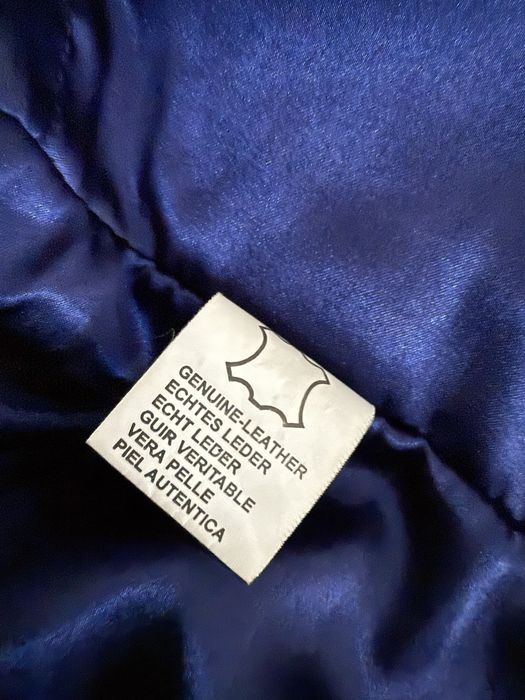 GENUINE-LEATHER
ECHTES LEDER
ECHT LEDER
GUIR VERITABLE
VERA PELLE
PIEL AUTENTICA